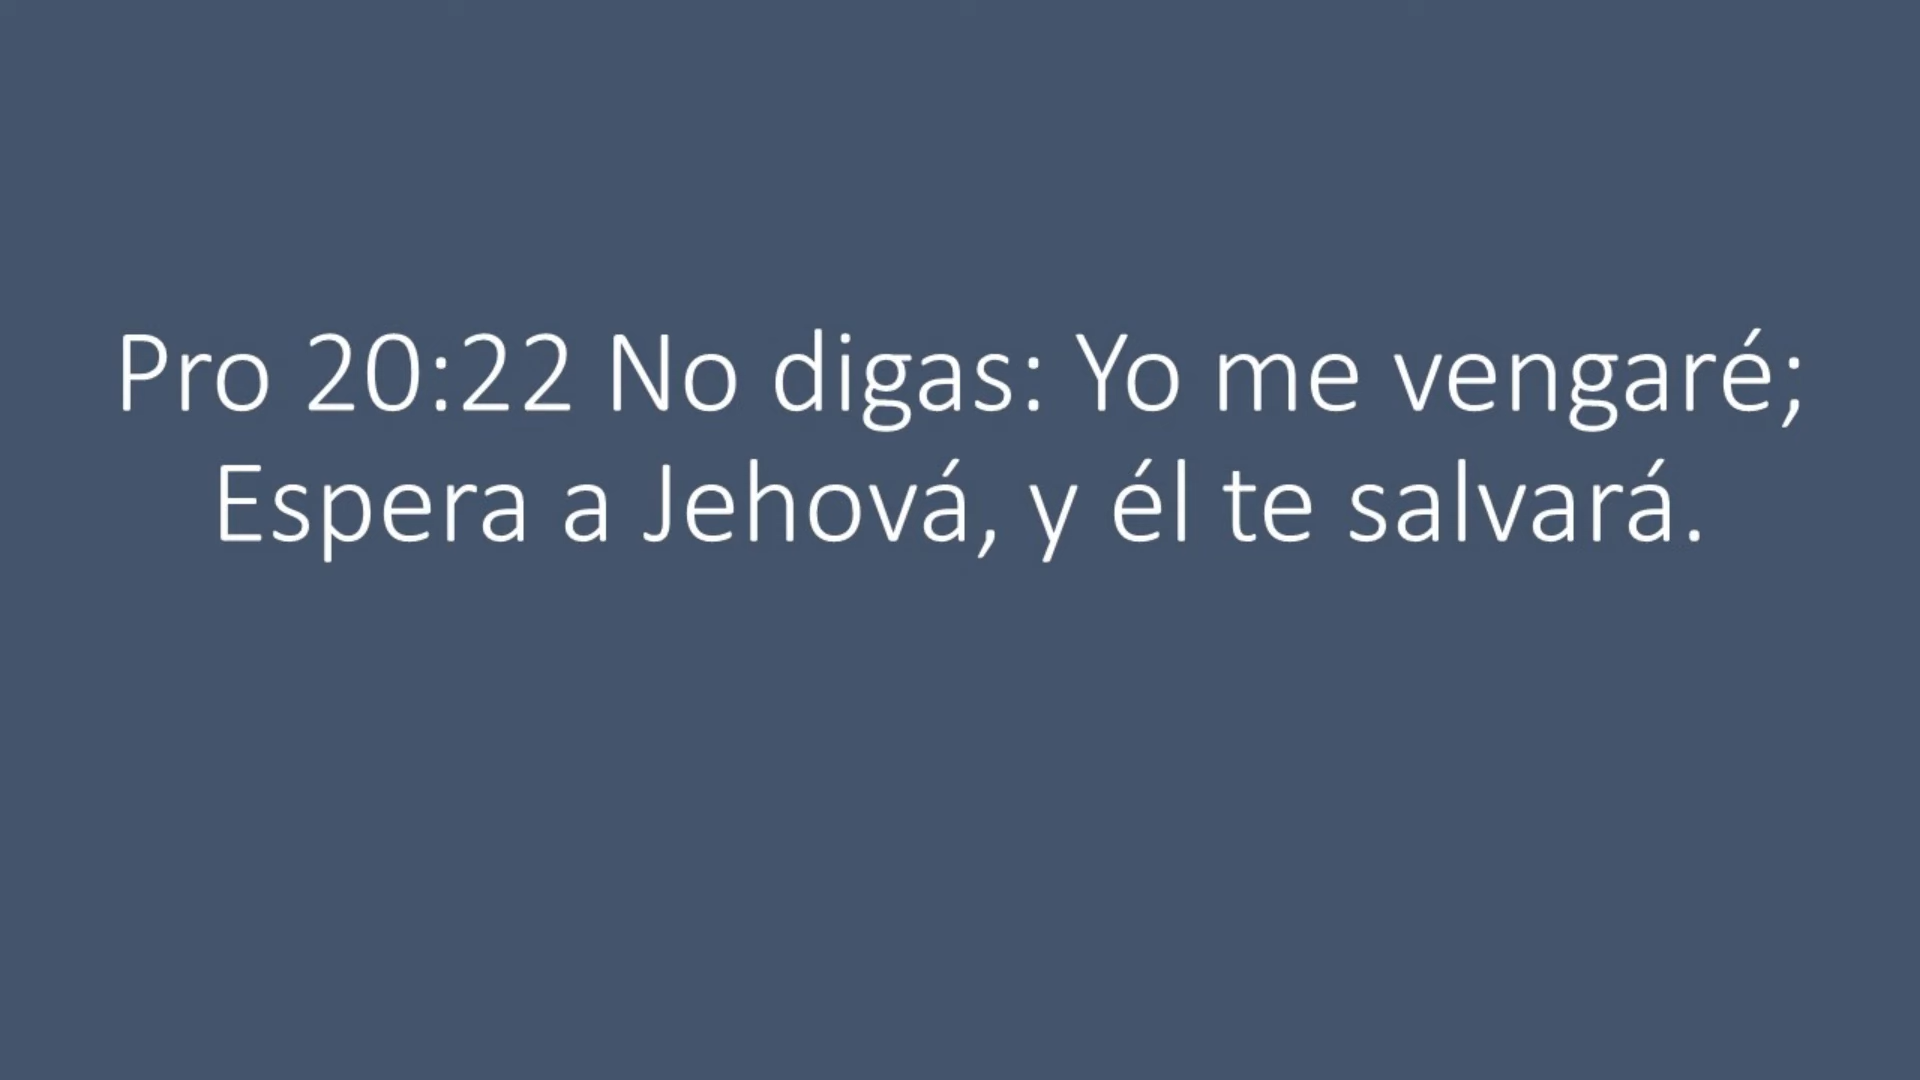 Pro 20:22 No digas: Yo me vengaré;
Espera a Jehová, y él te salvará.